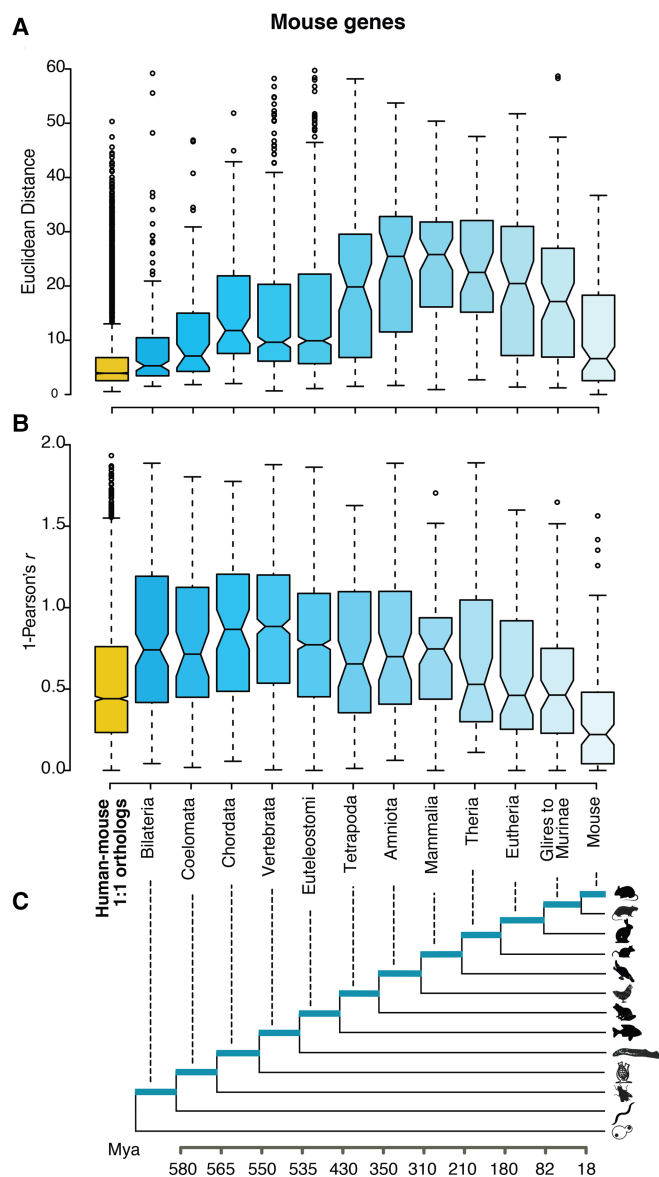 A
Mouse genes
Euclidean Distance
60
50
40
30
20
10
0
B
1-Pearson's r
2.0
1.5
1.0
0.5
0.0
Human-mouse
1:1 orthologs
Bilateria
Coelomata
Chordata
Vertebrata
Euteleostomi
Tetrapoda
Amniota
Mammalia
Theria
Eutheria
Glires to
Murinae
Mouse
C
Mya
580 565 550 535 430 350 310 210 180 82 18